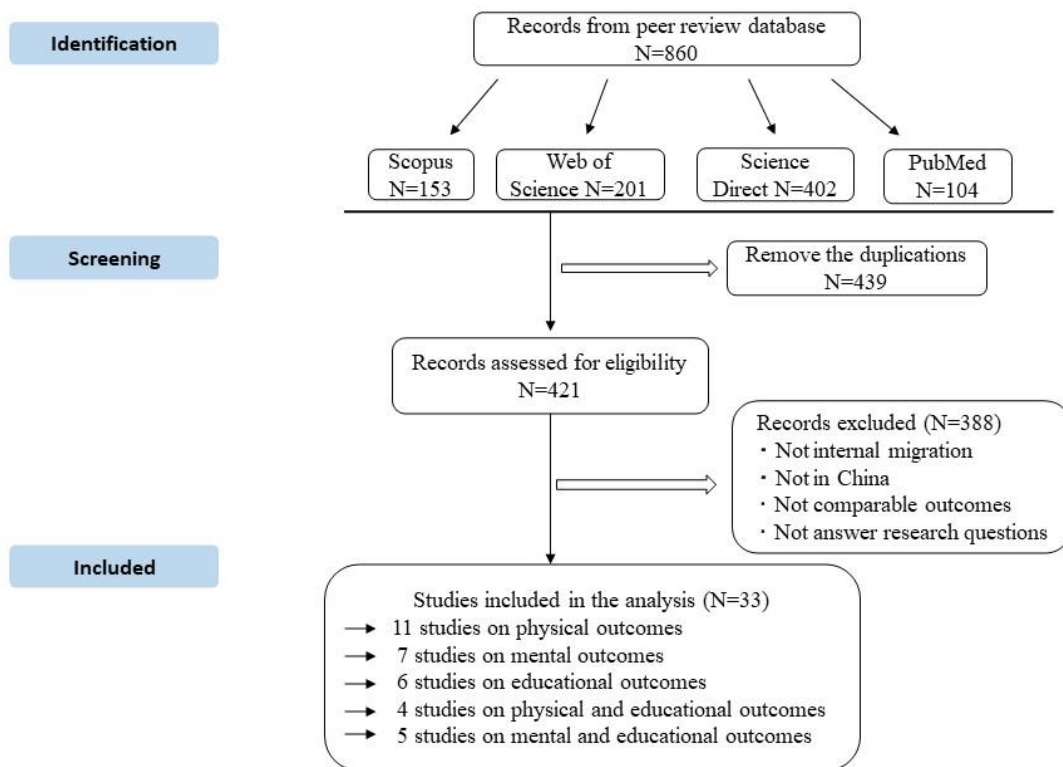 Identification
Records from peer review database
N=860
Scopus
N=153
Web of
Science N=201
Science
Direct N=402
PubMed
N=104
Screening
Remove the duplications
N=439
Records assessed for eligibility
N=421
Records excluded (N=388)
・Not internal migration
・Not in China
・Not comparable outcomes
・Not answer research questions
Included
Studies included in the analysis (N=33)
11 studies on physical outcomes
7 studies on mental outcomes
6 studies on educational outcomes
4 studies on physical and educational outcomes
5 studies on mental and educational outcomes